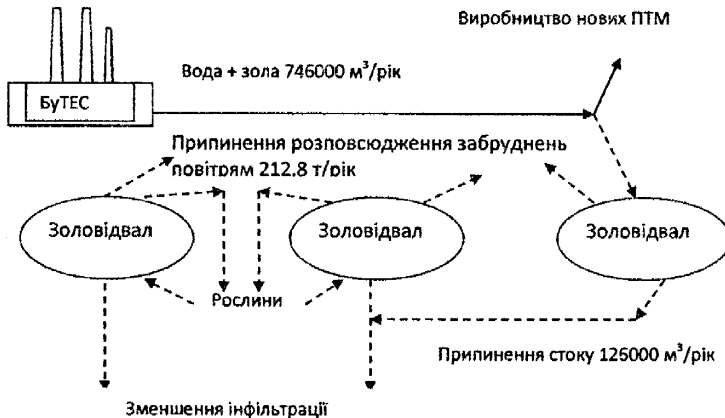 Виробництво нових ПТМ
Вода + зола 746000 м³/рік
БуТЕС
Припинення розповсюдження забруднень
повітрям 212.8 т/рік
Золовідвал
Золовідвал
Золовідвал
Рослини
Припинення стоку 126000 м³/рік
Зменшення інфільтрації